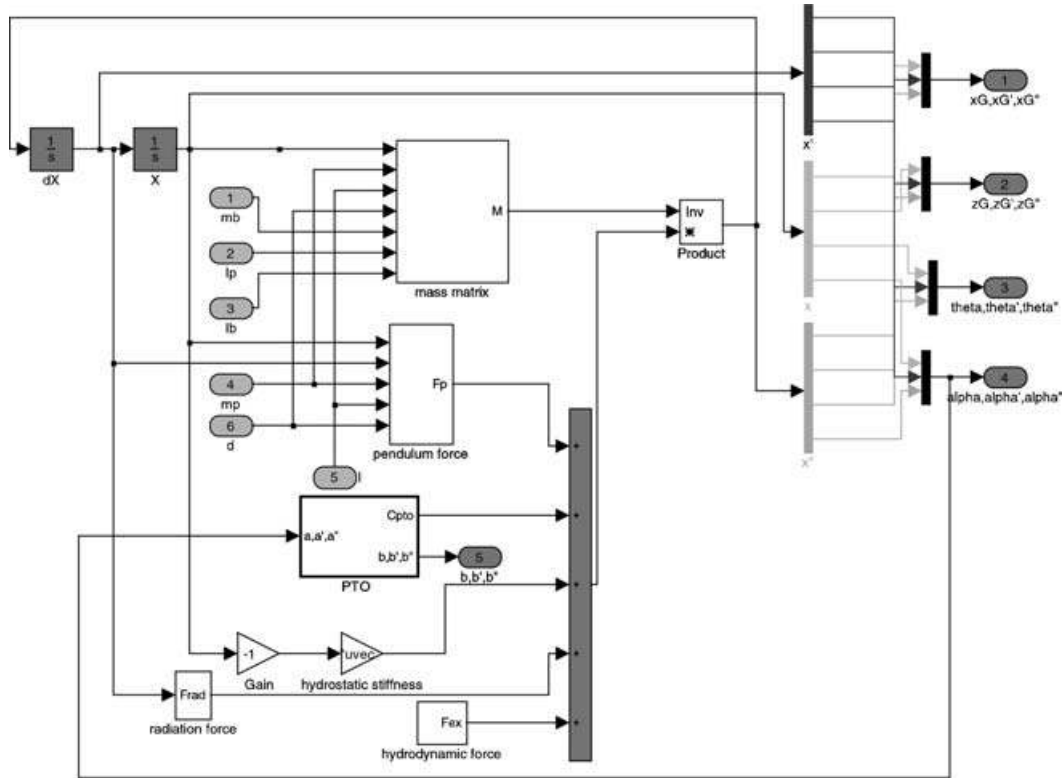 1
s
dX
1
s
X
1
mb
2
Ip
3
Ib
M
mass matrix
Inv
Product
x'
x
x''
1
xG,xG',xG''
2
zG,zG',zG''
3
theta,theta',theta''
4
alpha,alpha',alpha''
4
mp
6
d
5
l
Fp
pendulum force
a,a',a''
Cpto
b,b',b''
PTO
5
b,b',b''
-1
Gain
'uvec
hydrostatic stiffness
Frad
radiation force
Fex
hydrodynamic force
+
+
+
+
+